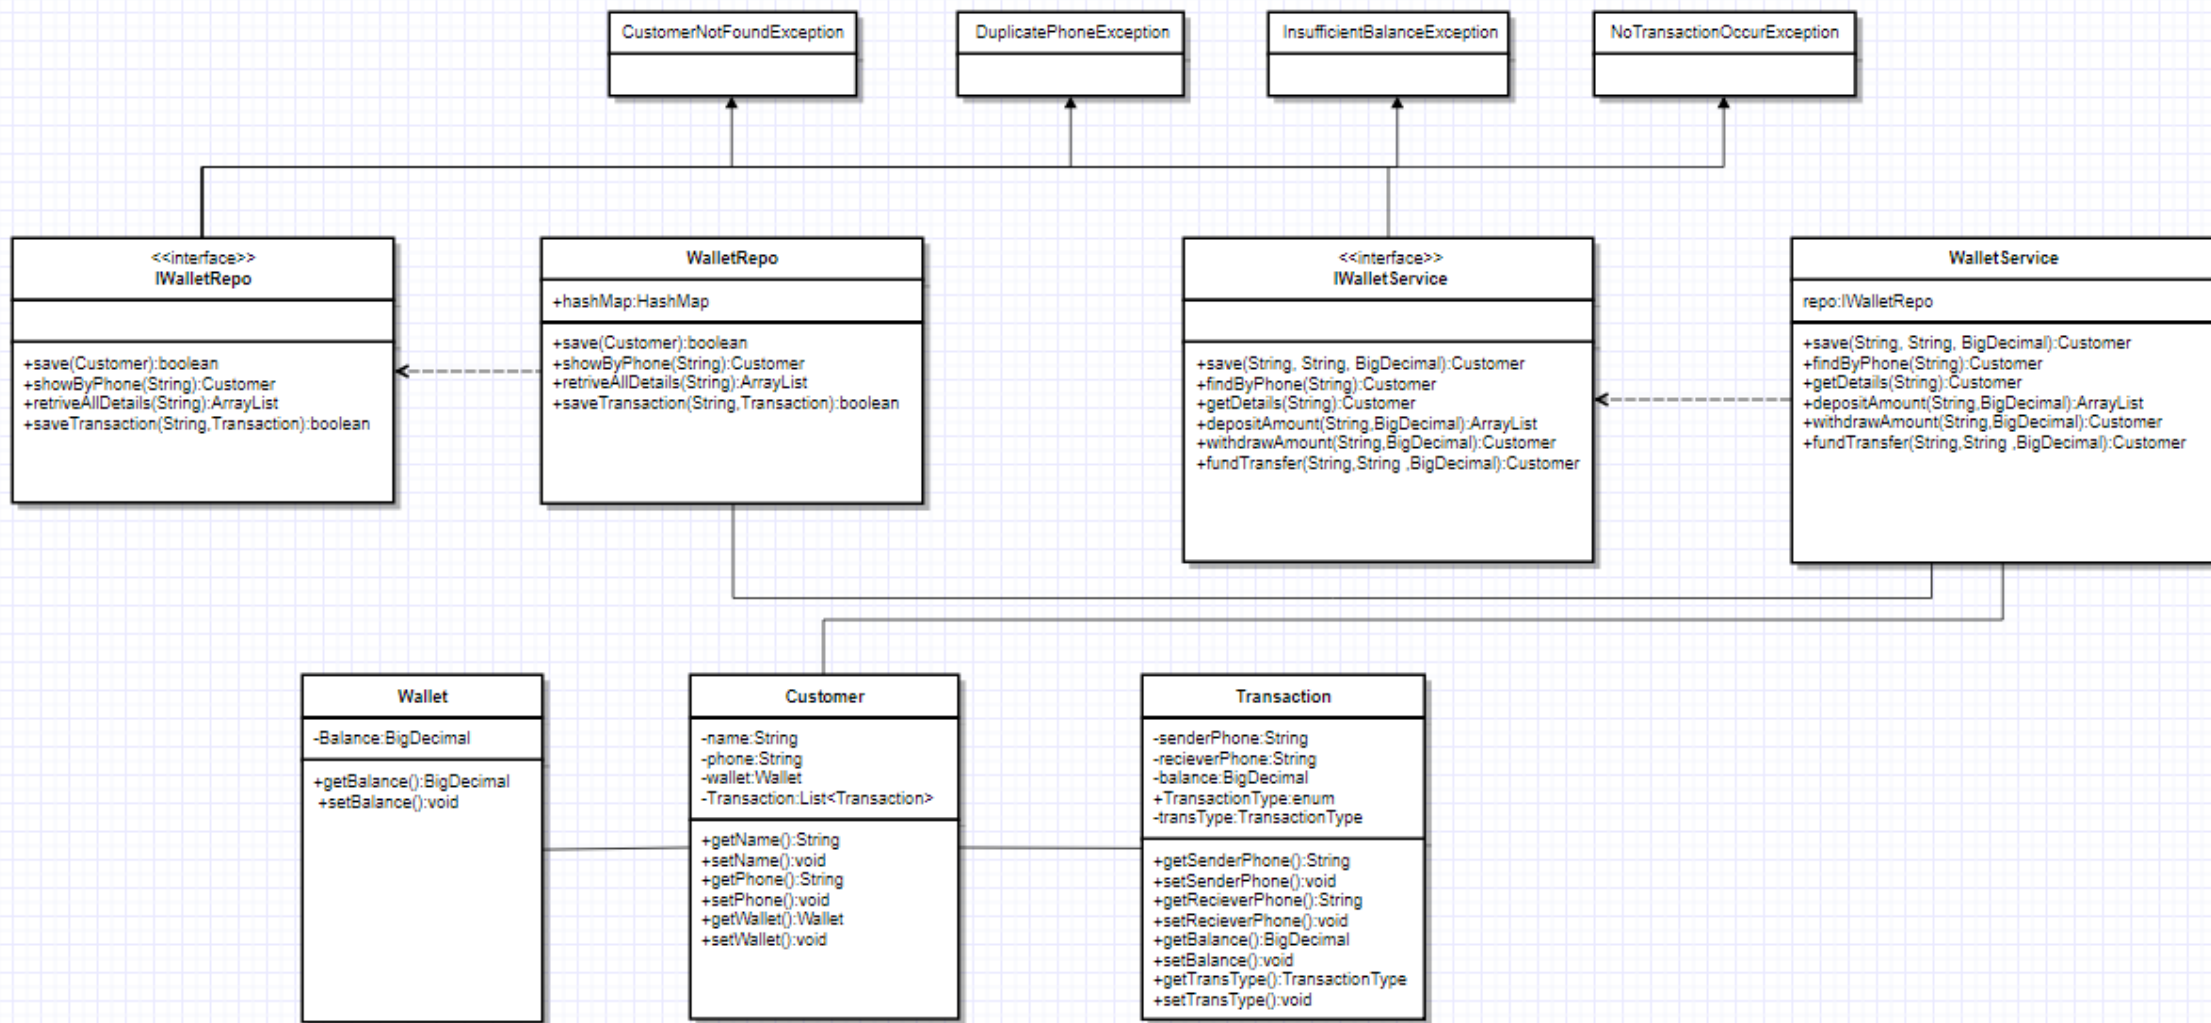 CustomerNotFoundException
DuplicatePhoneException
InsufficientBalanceException
NoTransactionOccurException
<<interface>>
IWalletRepo
+save(Customer):boolean
+showByPhone(String):Customer
+retriveAllDetails(String):ArrayList
+saveTransaction(String,Transaction):boolean
WalletRepo
+hashMap:HashMap
+save(Customer):boolean
+showByPhone(String):Customer
+retriveAllDetails(String):ArrayList
+saveTransaction(String,Transaction):boolean
<<interface>>
IWalletService
+save(String, String, BigDecimal):Customer
+findByPhone(String):Customer
+getDetails(String):Customer
+depositAmount(String,BigDecimal):ArrayList
+withdrawAmount(String,BigDecimal):Customer
+fundTransfer(String,String ,BigDecimal):Customer
WalletService
repo:IWalletRepo
+save(String, String, BigDecimal):Customer
+findByPhone(String):Customer
+getDetails(String):Customer
+depositAmount(String,BigDecimal):ArrayList
+withdrawAmount(String,BigDecimal):Customer
+fundTransfer(String,String ,BigDecimal):Customer
Wallet
-Balance:BigDecimal
+getBalance():BigDecimal
+setBalance():void
Customer
-name:String
-phone:String
-wallet:Wallet
-Transaction:List<Transaction>
+getName():String
+setName():void
+getPhone():String
+setPhone():void
+getWallet():Wallet
+setWallet():void
Transaction
-senderPhone:String
-recieverPhone:String
-balance:BigDecimal
+TransactionType:enum
-transType:TransactionType
+getSenderPhone():String
+setSenderPhone():void
+getRecieverPhone():String
+setRecieverPhone():void
+getBalance():BigDecimal
+setBalance():void
+getTransType():TransactionType
+setTransType():void